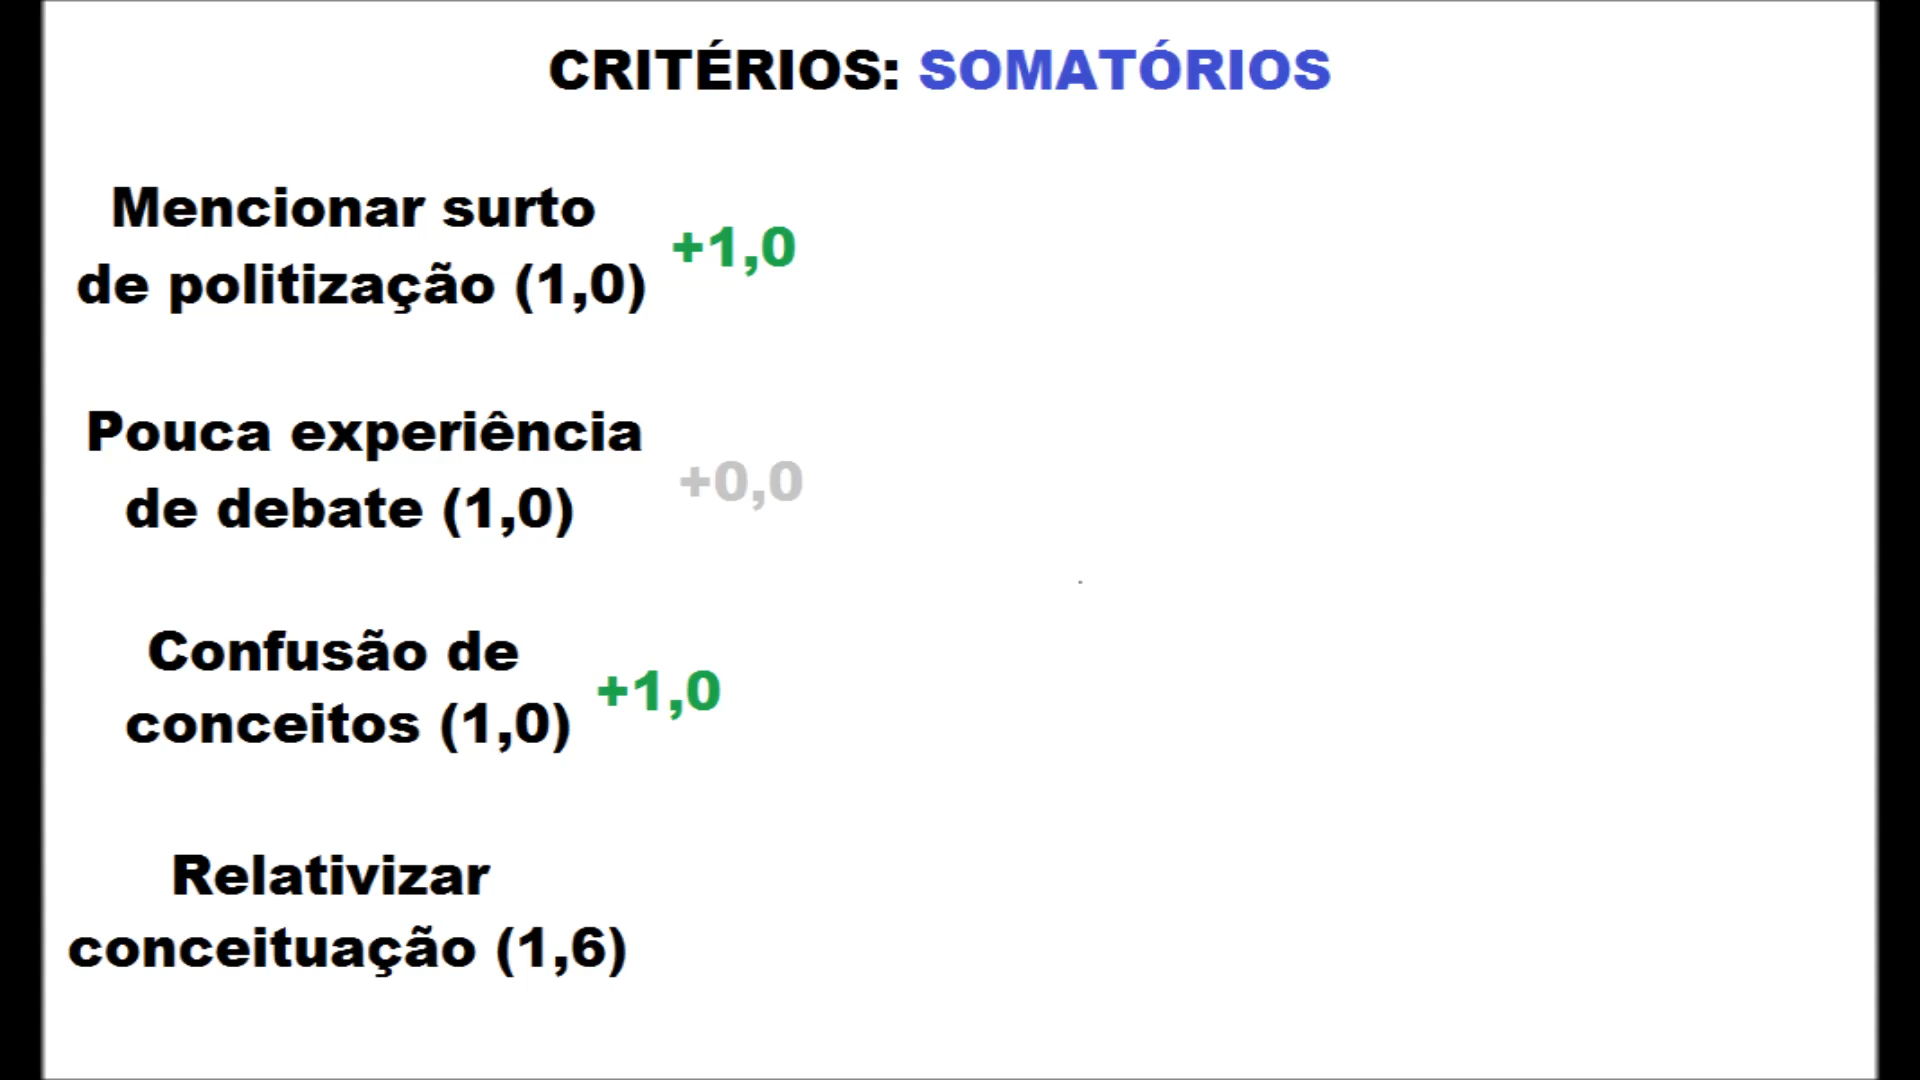 CRITÉRIOS: SOMATÓRIOS
Mencionar surto
de politização (1,0)
+1,0
Pouca experiência
de debate (1,0)
+0,0
Confusão de
conceitos (1,0)
+1,0
Relativizar
conceituação (1,6)